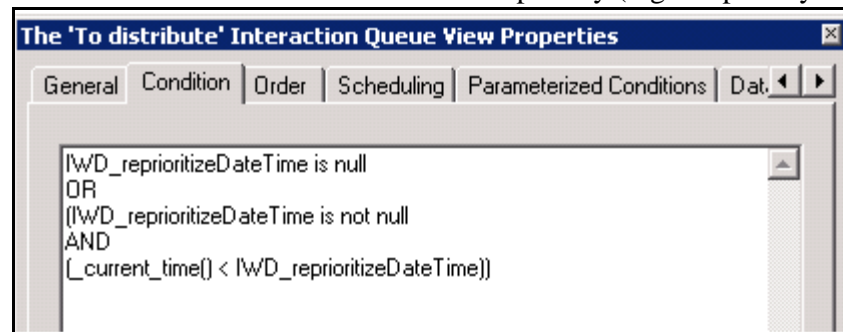 The 'To distribute' Interaction Queue View Properties
General Condition Order Scheduling Parameterized Conditions Dat
IWD_reprioritizeDateTime is null
OR
(IWD_reprioritizeDateTime is not null
AND
(_current_time() < IWD_reprioritizeDateTime))